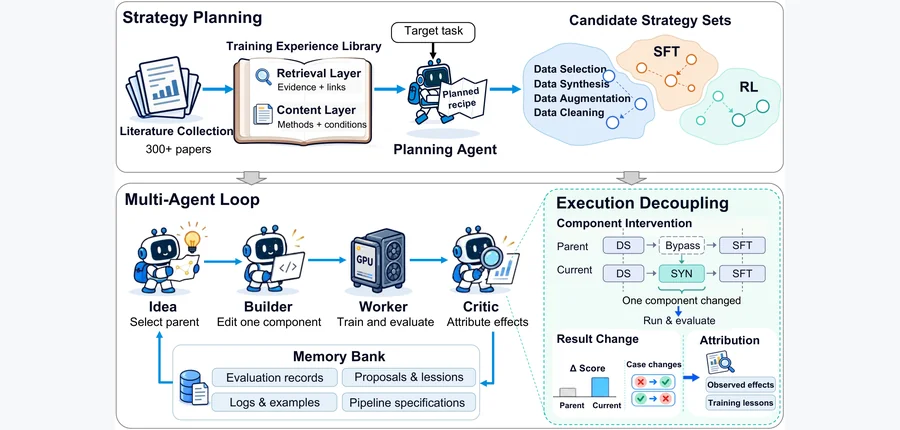 Strategy Planning
Training Experience Library
Retrieval Layer
Evidence + links
Content Layer
Methods + conditions
Literature Collection
300+ papers
Target task
Planned
recipe
Planning Agent
Candidate Strategy Sets
Data Selection
Data Synthesis
Data Augmentation
Data Cleaning
SFT
RL
Multi-Agent Loop
Idea
Select parent
Builder
Edit one component
GPU
Worker
Train and evaluate
Critic
Attribute effects
Memory Bank
Evaluation records
Proposals & lessons
Logs & examples
Pipeline specifications
Execution Decoupling
Component Intervention
Parent
DS
Bypass
SFT
Current
DS
SYN
SFT
One component changed
Run & evaluate
Result Change
Δ Score
Parent
Current
Case changes
Attribution
Observed effects
Training lessons